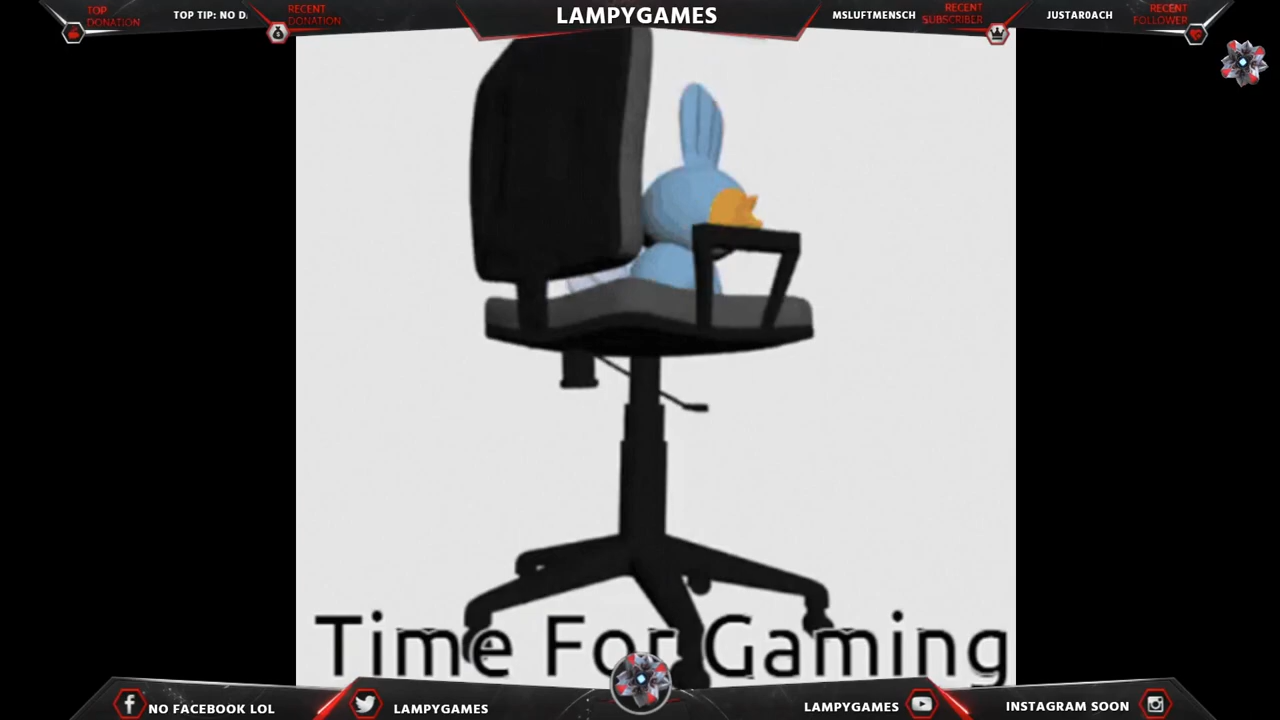 TOP DONATION
TOP TIP: NO D
RECENT DONATION
LAMPYGAMES
MSLUFTMENSCH
RECENT SUBSCRIBER
JUSTAR0ACH
RECENT FOLLOWER
Time For Gaming
NO FACEBOOK LOL
LAMPYGAMES
LAMPYGAMES
INSTAGRAM SOON